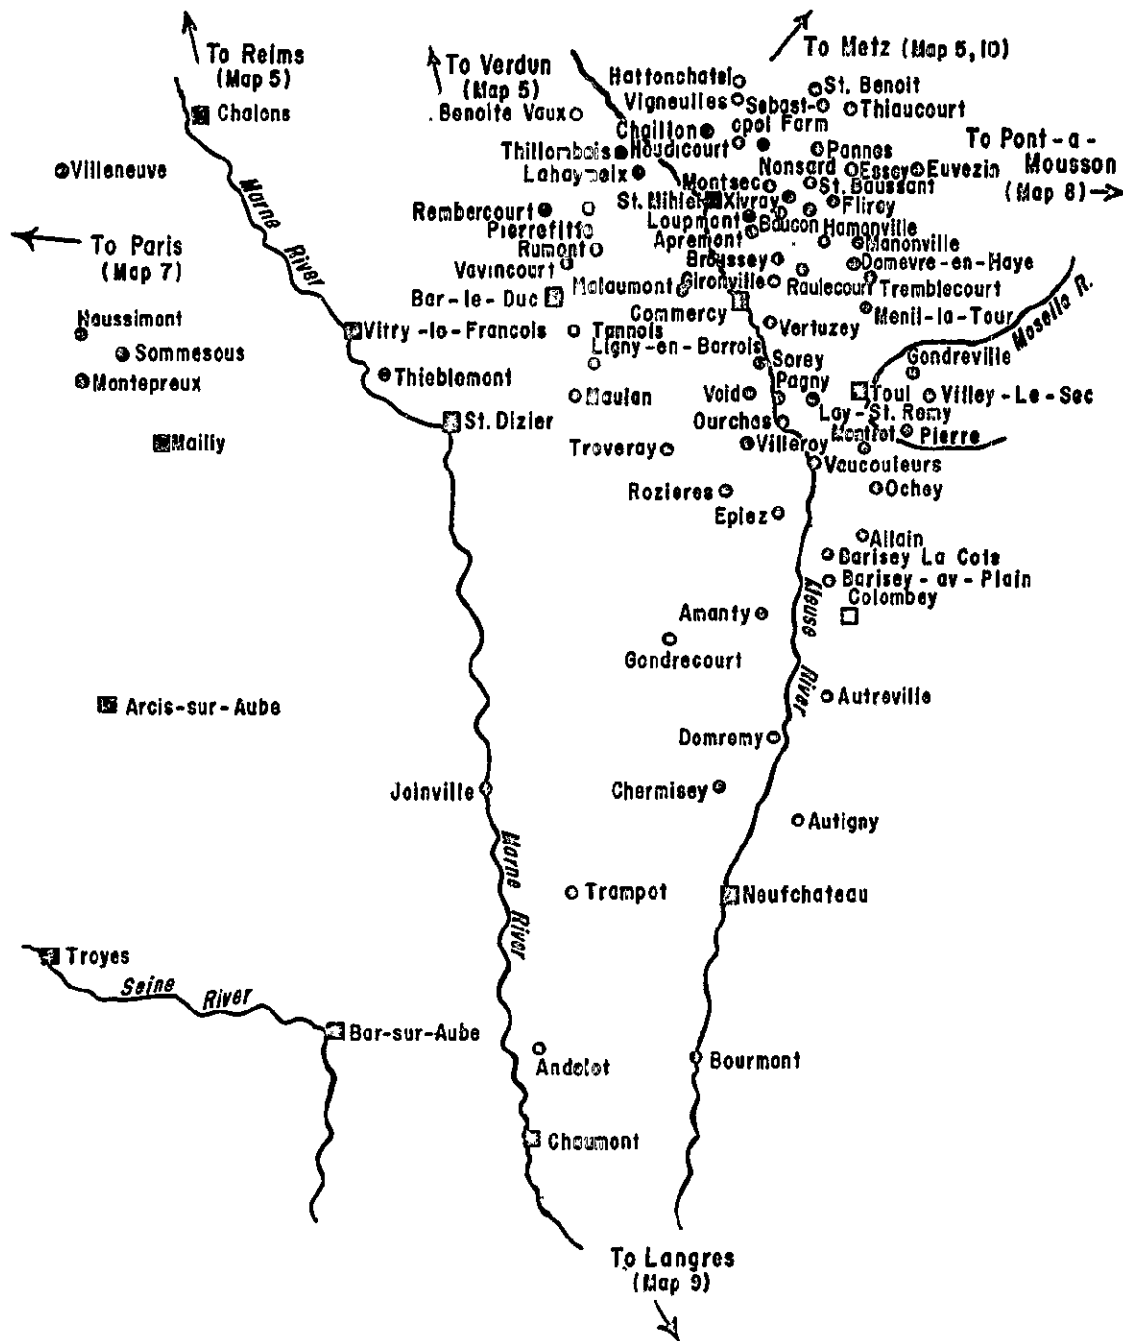 To Reims
(Map 5)
To Verdun
(Map 5)
To Metz (Map 5, 10)
Hattonchatel
St. Benoit
Chalons
Benoite Vaux
Vigneulles
Sebast-
opol Farm
Thiaucourt
Chaillon
To Pont-a-
Mousson
(Map 8)
Villeneuve
Thillombois
Houdicourt
Pannes
Lahaymeix
Nonsard
Essey
Euvezin
Montsec
St. Baussant
Marne River
Rembercourt
St. Mihiel
Xivray
Flirey
To Paris
(Map 7)
Pierrefitte
Loupmont
Boucon
Hamonville
Rumont
Apremont
Manonville
Vavincourt
Broussey
Domevre-en-Haye
Bar-le-Duc
Malaumont
Gironville
Raulecourt
Tremblecourt
Commercy
Menil-la-Tour
Moselle R.
Haussimont
Vitry-le-Francois
Tannois
Vertuzey
Sommesous
Ligny-en-Barrois
Sorey
Gondreville
Montepreux
Thieblemont
Naulan
Void
Pagny
Toul
Villey-Le-Sec
St. Dizier
Ourches
Lay-St. Remy
Mailly
Troveray
Villeroy
Pierre
Vaucouleurs
Rozieres
Ochey
Epiez
Allain
Barisey La Cote
Barisey-av-Plain
Colombey
Meuse River
Amanty
Gondrecourt
Autreville
Arcis-sur-Aube
Domremy
Joinville
Chermisey
Autigny
Marne River
Trampot
Neufchateau
Troyes
Seine River
Bar-sur-Aube
Andelot
Bourmont
Chaumont
To Langres
(Map 9)